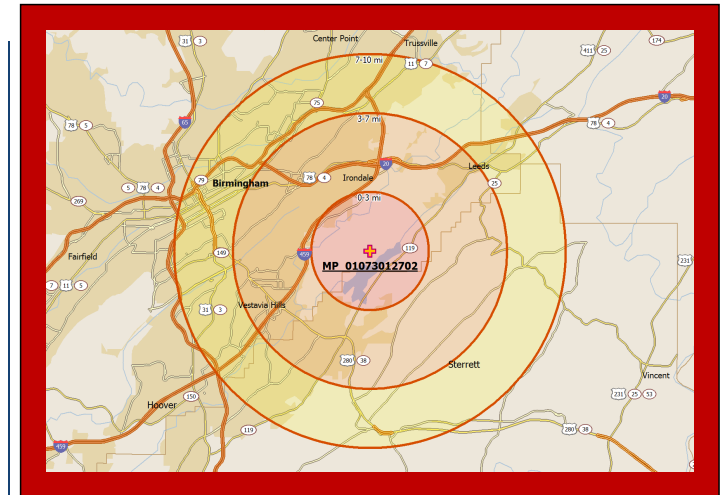 31 3
Center Point
Trussville
174
411 25
7-10 mi
11 7
75
65
20
78 5
78 4
3-7 mi
20
Leeds
5 78 4
79
78 4
Irondale
Birmingham
25
269
0-3 mi
119
Fairfield
149
459
MP_01073012702
231
7 11 5
31 3
Vestavia Hills
280 38
Sterrett
Vincent
150
231 25 53
Hoover
119
280 38
459